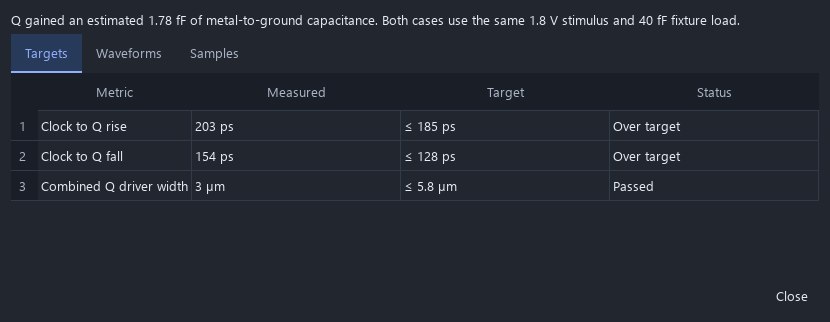 Q gained an estimated 1.78 fF of metal-to-ground capacitance. Both cases use the same 1.8 V stimulus and 40 fF fixture load.
Targets Waveforms Samples
Metric Measured Target Status
1 Clock to Q rise 203 ps ≤ 185 ps Over target
2 Clock to Q fall 154 ps ≤ 128 ps Over target
3 Combined Q driver width 3 μm ≤ 5.8 μm Passed
Close